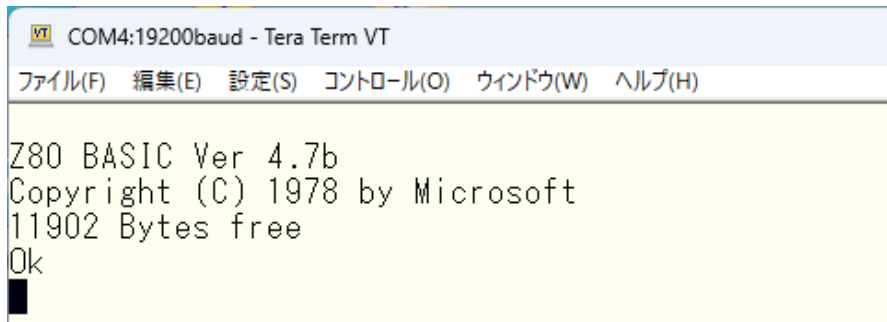 VT COM4:19200baud - Tera Term VT
ファイル(F) 編集(E) 設定(S) コントロール(O) ウィンドウ(W) ヘルプ(H)
Z80 BASIC Ver 4.7b
Copyright (C) 1978 by Microsoft
11902 Bytes free
Ok